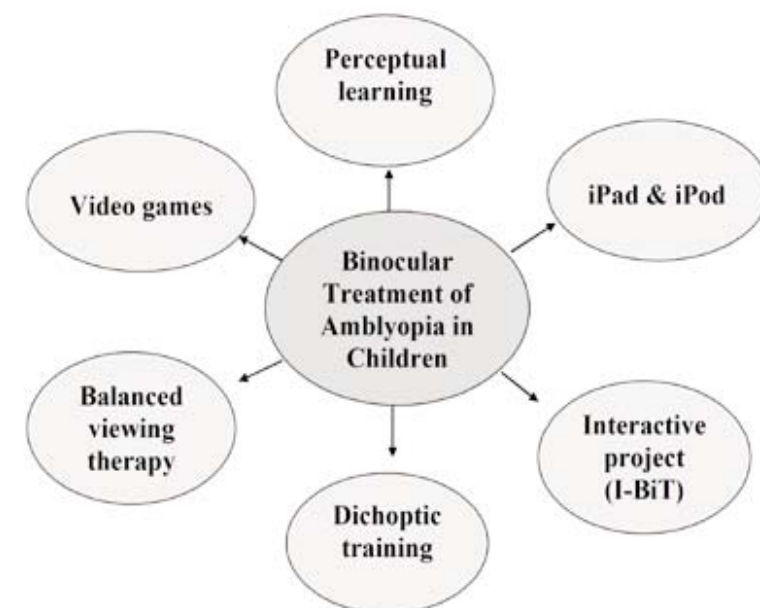 Perceptual
learning
Video games
iPad & iPod
Binocular
Treatment of
Amblyopia in
Children
Balanced
viewing
therapy
Interactive
project
(I-BiT)
Dichoptic
training